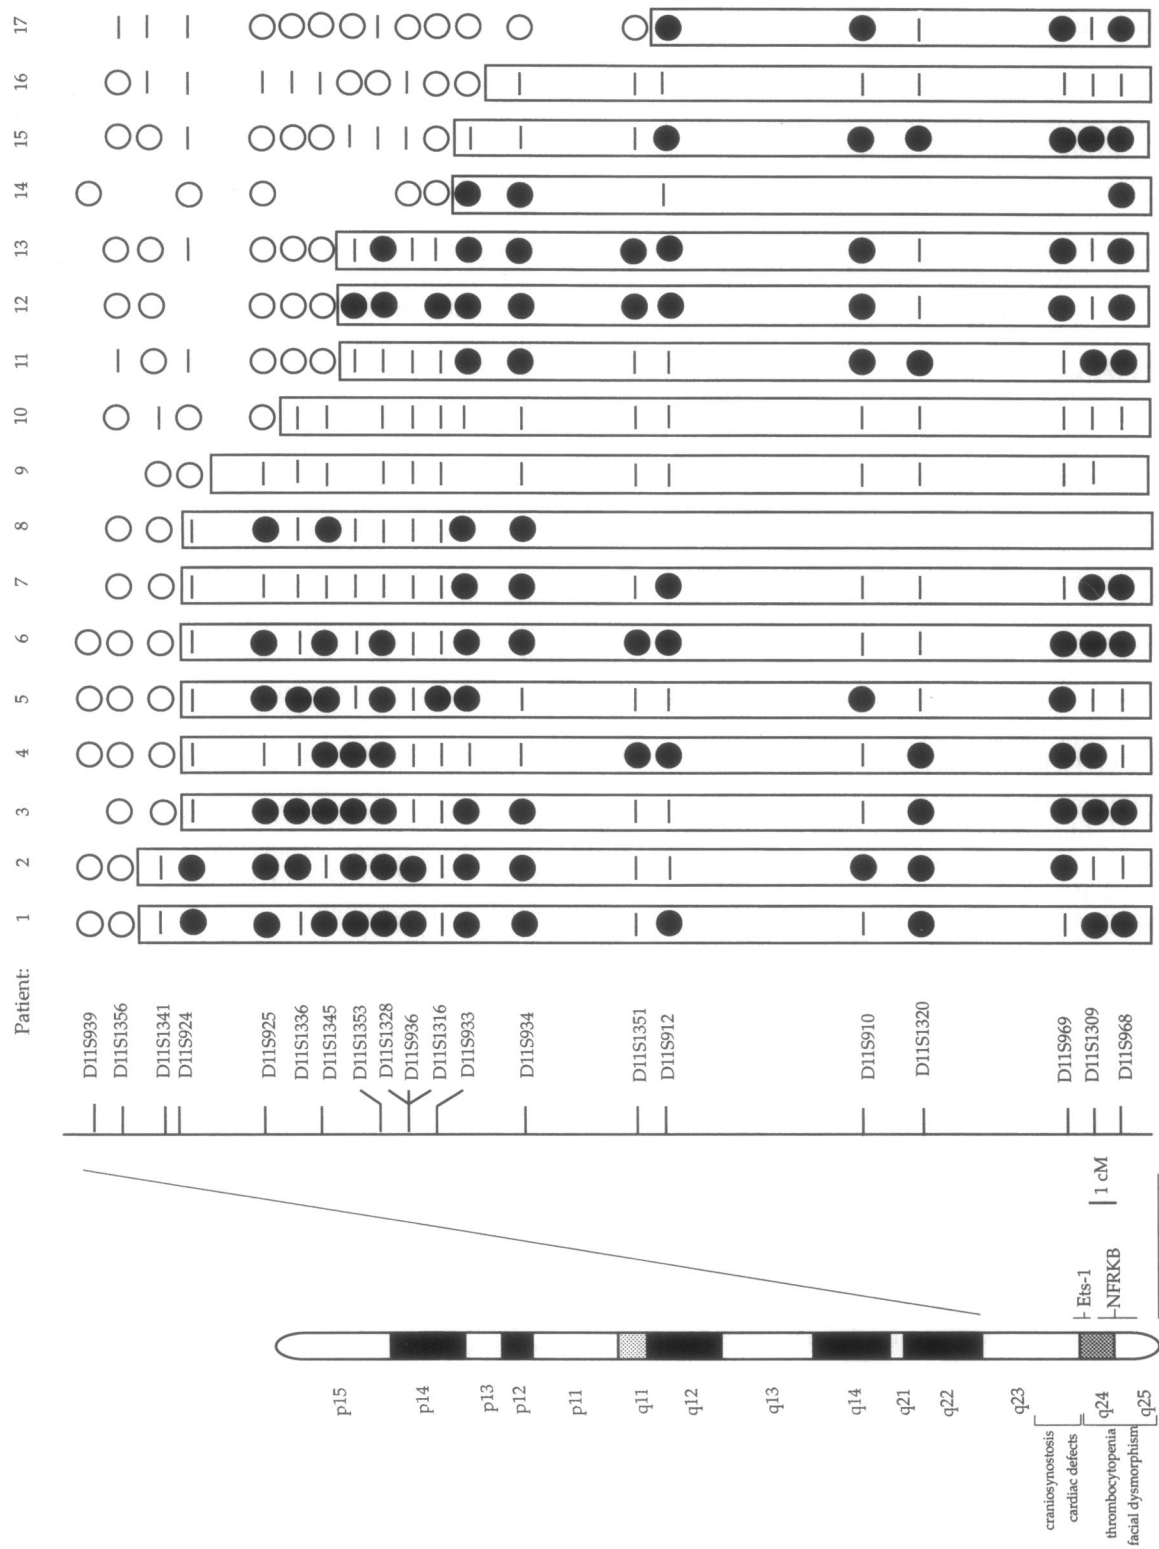 Patient: 1 2 3 4 5 6 7 8 9 10 11 12 13 14 15 16 17
D11S939
D11S1356
D11S1341
D11S924
D11S925
D11S1336
D11S1345
D11S1353
D11S1328
D11S936
D11S1316
D11S933
D11S934
D11S1351
D11S912
D11S910
D11S1320
D11S969
D11S1309
D11S968
1 cM
Ets-1
NFRKB
p15
p14
p13
p12
p11
q11
q12
q13
q14
q21
q22
q23
q24
q25
craniosynostosis
cardiac defects
thrombocytopenia
facial dysmorphism